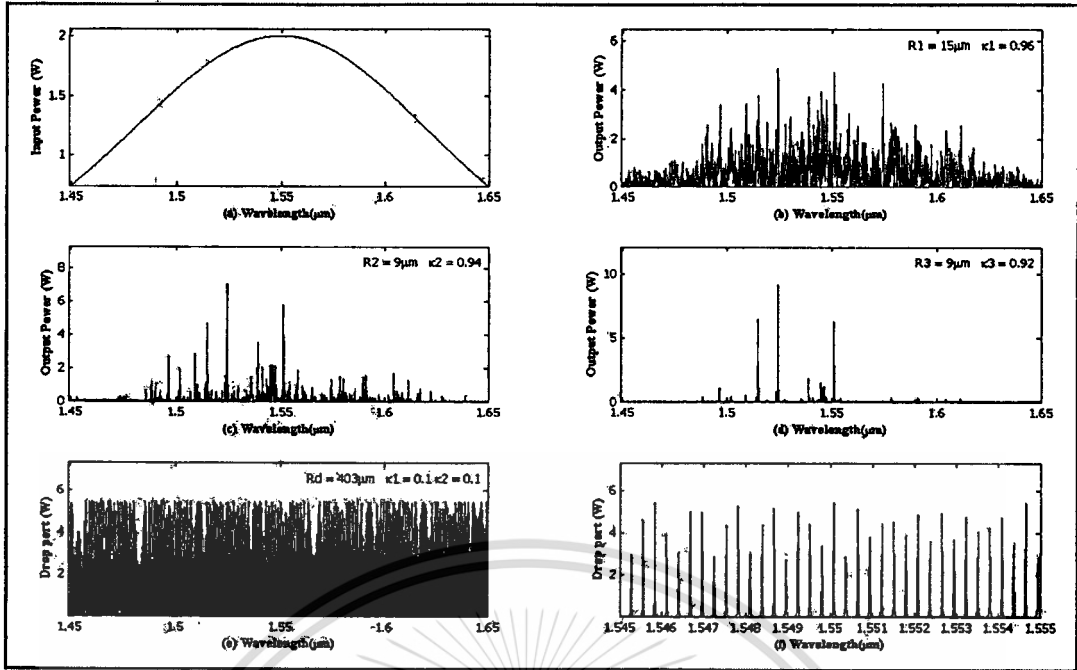 2
1.5
1
Input Power (W)
1.45 1.5 1.55 1.6 1.65
(a) Wavelength(μm)
R1 = 15μm κ1 = 0.96
6
4
2
0
Output Power (W)
1.45 1.5 1.55 1.6 1.65
(b) Wavelength(μm)
R2 = 9μm κ2 = 0.94
8
6
4
2
0
Output Power (W)
1.45 1.5 1.55 1.6 1.65
(c) Wavelength(μm)
R3 = 9μm κ3 = 0.92
10
5
0
Output Power (W)
1.45 1.5 1.55 1.6 1.65
(d) Wavelength(μm)
Rd = 403μm κ1 = 0.1 κ2 = 0.1
6
4
2
Drop port (W)
1.45 1.5 1.55 1.6 1.65
(e) Wavelength(μm)
6
4
2
Drop port (W)
1.545 1.546 1.547 1.548 1.549 1.55 1.551 1.552 1.553 1.554 1.555
(f) Wavelength(μm)